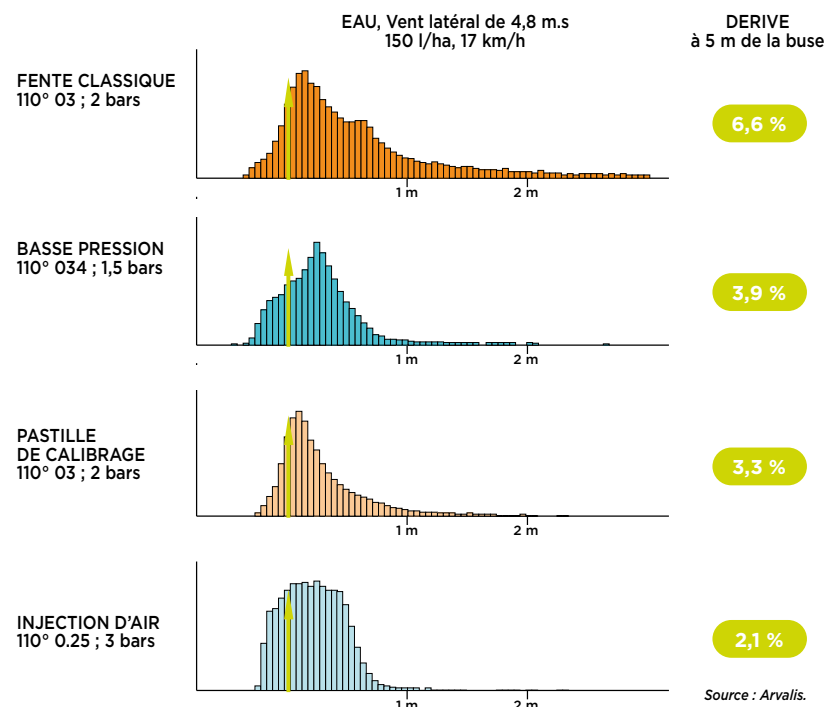 EAU, Vent latéral de 4,8 m.s
150 l/ha, 17 km/h
DERIVE
à 5 m de la buse
FENTE CLASSIQUE
110° 03 ; 2 bars
6,6 %
1 m
2 m
BASSE PRESSION
110° 034 ; 1,5 bars
3,9 %
1 m
2 m
PASTILLE
DE CALIBRAGE
110° 03 ; 2 bars
3,3 %
1 m
2 m
INJECTION D'AIR
110° 0.25 ; 3 bars
2,1 %
1 m
2 m
Source : Arvalis.